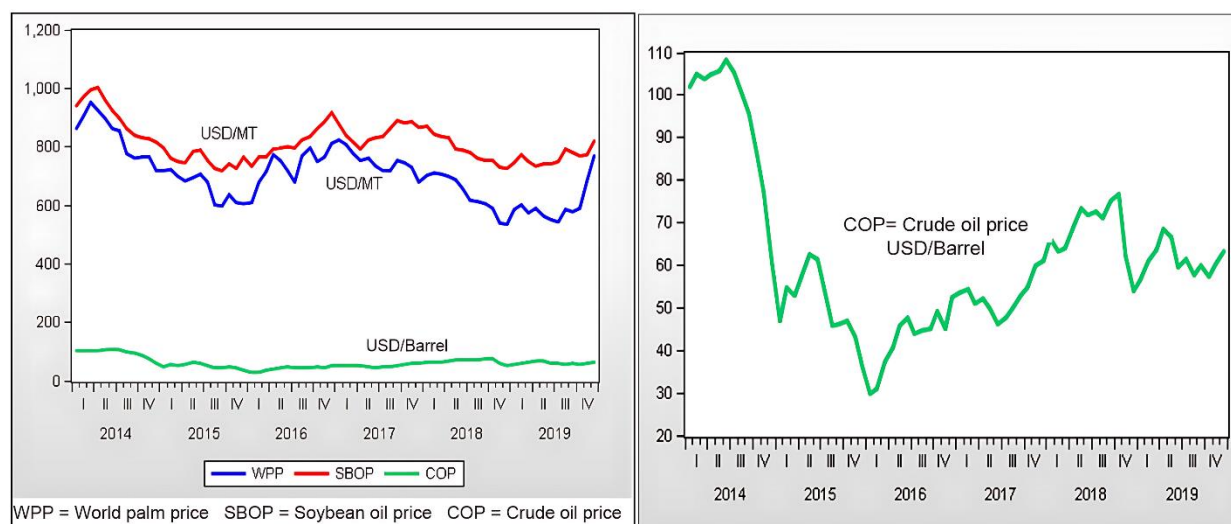 1,200
1,000
800
600
400
200
0
USD/MT
USD/MT
USD/Barrel
I II III IV I II III IV I II III IV I II III IV I II III IV I II III IV
2014 2015 2016 2017 2018 2019
WPP SBOP COP
WPP = World palm price SBOP = Soybean oil price COP = Crude oil price
110
100
90
80
70
60
50
40
30
20
COP= Crude oil price
USD/Barrel
I II III IV I II III IV I II III IV I II III IV I II III IV I II III IV
2014 2015 2016 2017 2018 2019